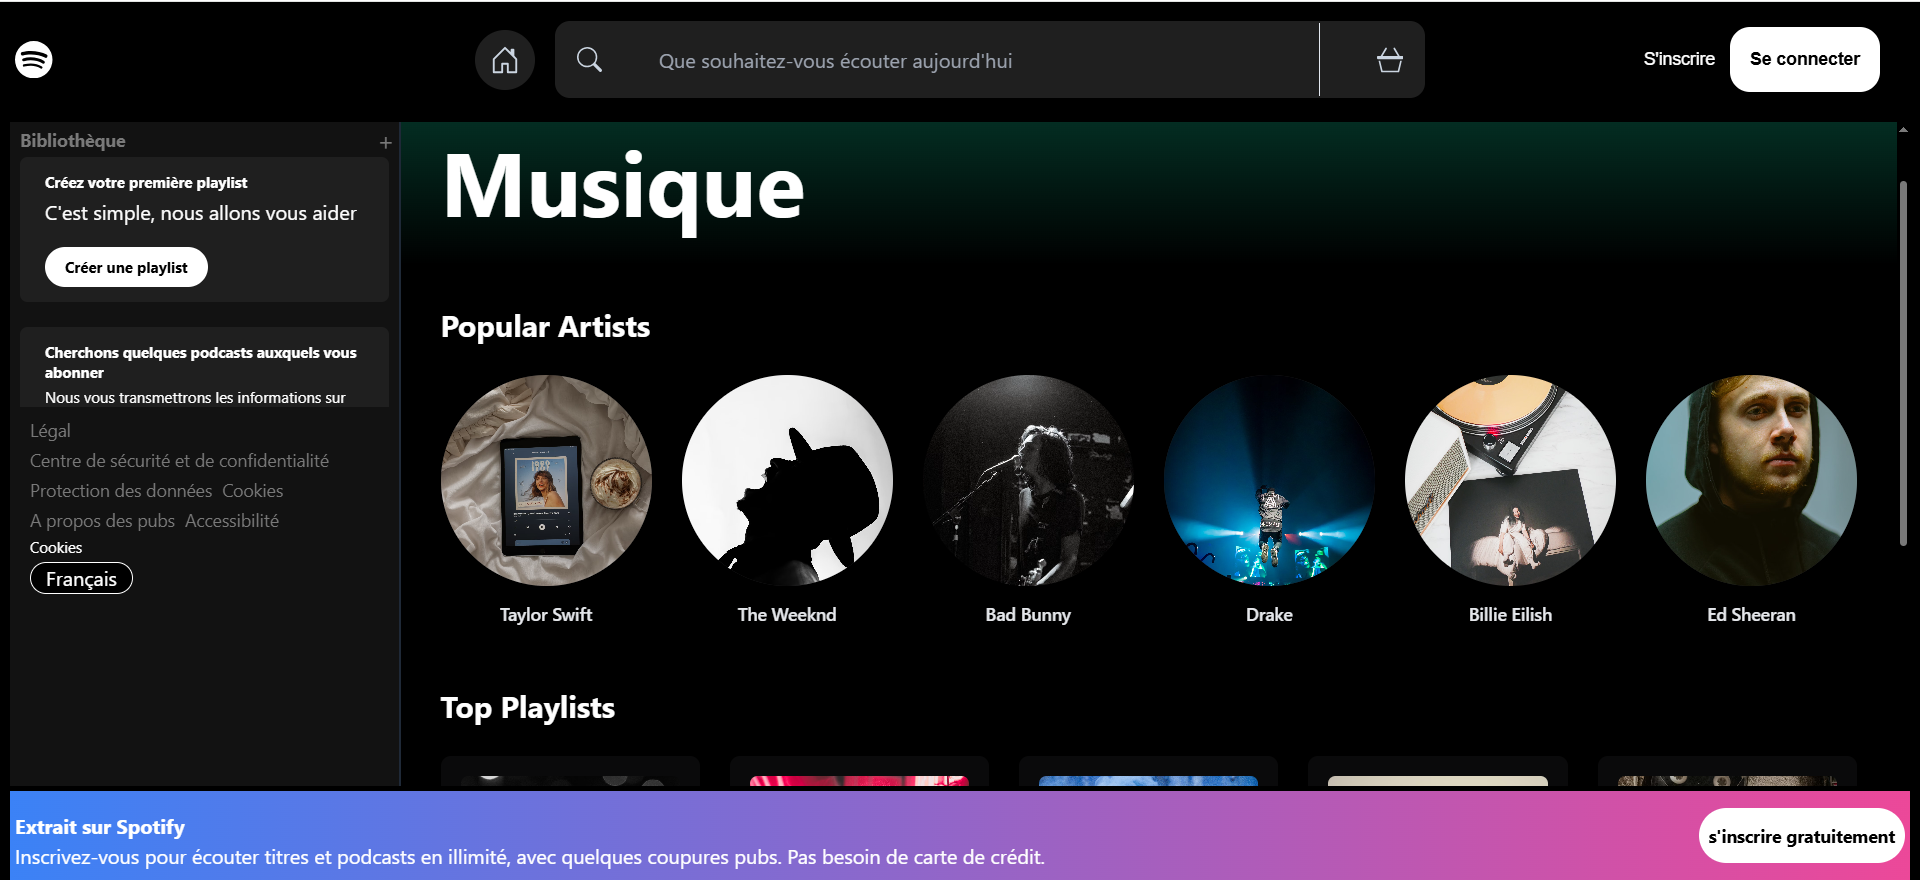 Que souhaitez-vous écouter aujourd'hui
S'inscrire
Se connecter
Bibliothèque
+
Créez votre première playlist
C'est simple, nous allons vous aider
Créer une playlist
Cherchons quelques podcasts auxquels vous
abonner
Nous vous transmettrons les informations sur
Légal
Centre de sécurité et de confidentialité
Protection des données Cookies
A propos des pubs Accessibilité
Cookies
Français
Musique
Popular Artists
Taylor Swift
The Weeknd
Bad Bunny
Drake
Billie Eilish
Ed Sheeran
Top Playlists
Extrait sur Spotify
Inscrivez-vous pour écouter titres et podcasts en illimité, avec quelques coupures pubs. Pas besoin de carte de crédit.
s'inscrire gratuitement